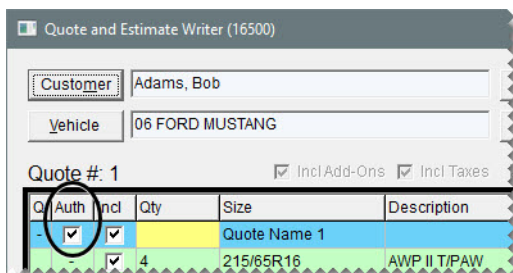 Quote and Estimate Writer (16500)
Customer Adams, Bob
Vehicle 06 FORD MUSTANG
Quote #: 1 Incl Add-Ons Incl Taxes
Q Auth Incl Qty Size Description
- Quote Name 1
- 4 215/65R16 AWP II T/PAW